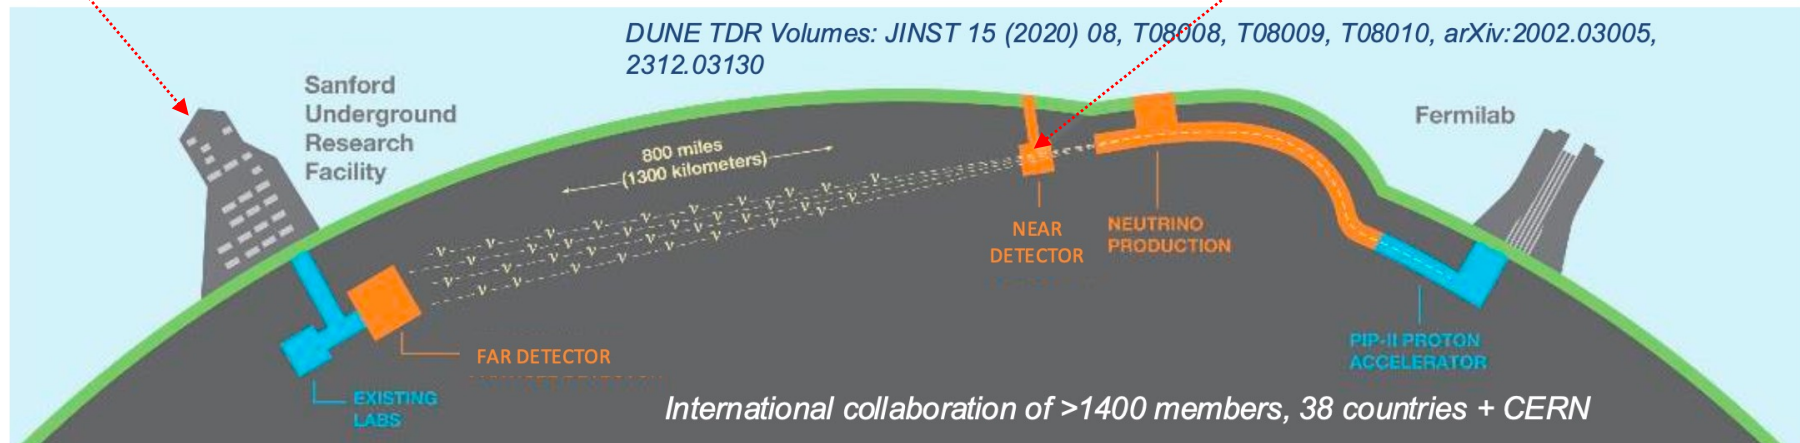 DUNE TDR Volumes: JINST 15 (2020) 08, T08008, T08009, T08010, arXiv:2002.03005,
2312.03130
Sanford
Underground
Research
Facility
Fermilab
800 miles
(1300 kilometers)
ν ν ν ν ν ν ν
ν ν ν ν ν ν ν
ν ν ν ν ν ν ν
ν ν ν ν ν ν ν
NEAR
DETECTOR
NEUTRINO
PRODUCTION
PIP-II PROTON
ACCELERATOR
FAR DETECTOR
EXISTING
LABS
International collaboration of >1400 members, 38 countries + CERN